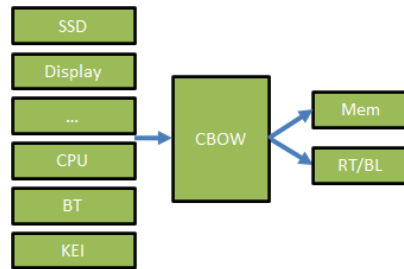 SSD
Display
...
CPU
BT
KEI
CBOW
Mem
RT/BL